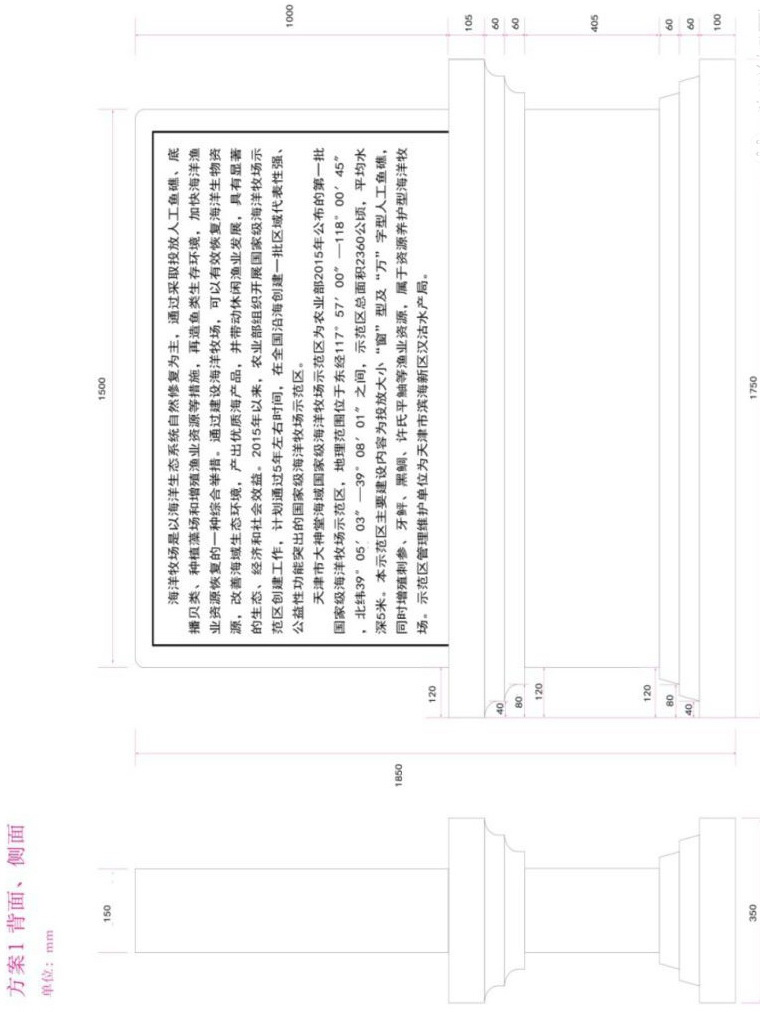 方案1 背面、侧面
单位：mm
海洋牧场是以海洋生态系统自然修复为主，通过采取投放人工鱼礁、底
播贝类、种植藻场和增殖渔业资源等措施，再造鱼类生存环境，加快海洋渔
业资源恢复的一种综合举措。通过建设海洋牧场，可以有效恢复海洋生物资
源，改善海域生态环境，产出优质海产品，并带动休闲渔业发展，具有显著
的生态、经济和社会效益。2015年以来，农业部组织开展国家级海洋牧场示
范区创建工作，计划通过5年左右时间，在全国沿海创建一批区域代表性强、
公益性功能突出的国家级海洋牧场示范区。
天津市大神堂海域国家级海洋牧场示范区为农业部2015年公布的第一批
国家级海洋牧场示范区，地理范围位于东经117°57′00″—118°00′45″
，北纬39°05′03″—39°08′01″之间，示范区总面积2360公顷，平均水
深5米。本示范区主要建设内容为投放大小“窗”型及“万”字型人工鱼礁，
同时增殖刺参、牙鲆、黑鲷、许氏平鲉等渔业资源，属于资源养护型海洋牧
场。示范区管理维护单位为天津市滨海新区汉沽水产局。
150
350
1850
1500
1750
120
40
80
120
120
80
40
1000
105
60
60
405
60
60
100